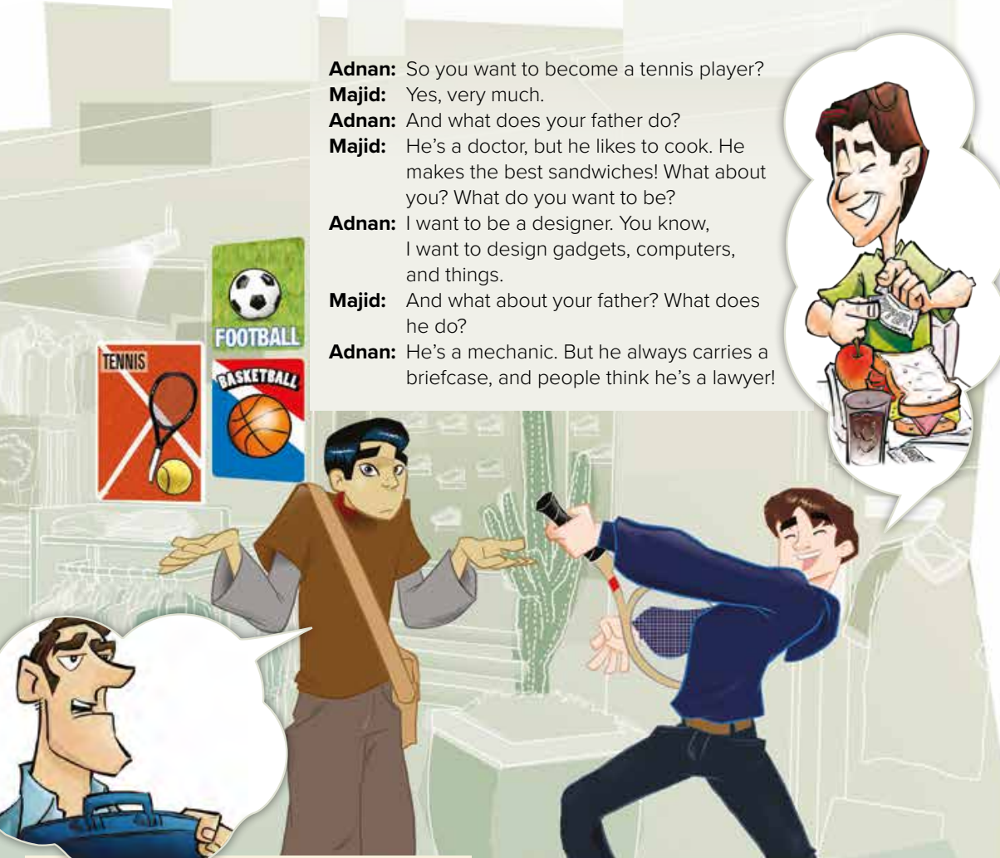 Adnan: So you want to become a tennis player?
Majid: Yes, very much.
Adnan: And what does your father do?
Majid: He's a doctor, but he likes to cook. He
makes the best sandwiches! What about
you? What do you want to be?
Adnan: I want to be a designer. You know,
I want to design gadgets, computers,
and things.
Majid: And what about your father? What does
he do?
Adnan: He's a mechanic. But he always carries a
briefcase, and people think he's a lawyer!
FOOTBALL
TENNIS
BASKETBALL